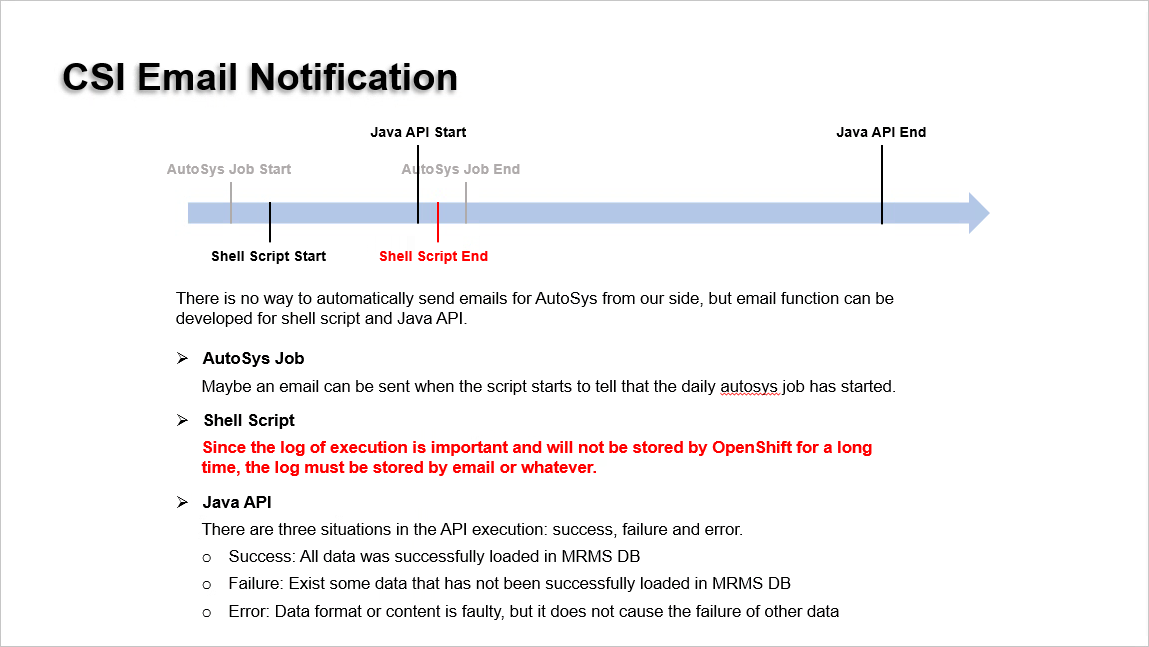 CSI Email Notification
Java API Start
Java API End
AutoSys Job Start
AutoSys Job End
Shell Script Start
Shell Script End
There is no way to automatically send emails for AutoSys from our side, but email function can be
developed for shell script and Java API.
AutoSys Job
Maybe an email can be sent when the script starts to tell that the daily autosys job has started.
Shell Script
Since the log of execution is important and will not be stored by OpenShift for a long
time, the log must be stored by email or whatever.
Java API
There are three situations in the API execution: success, failure and error.
o Success: All data was successfully loaded in MRMS DB
o Failure: Exist some data that has not been successfully loaded in MRMS DB
o Error: Data format or content is faulty, but it does not cause the failure of other data